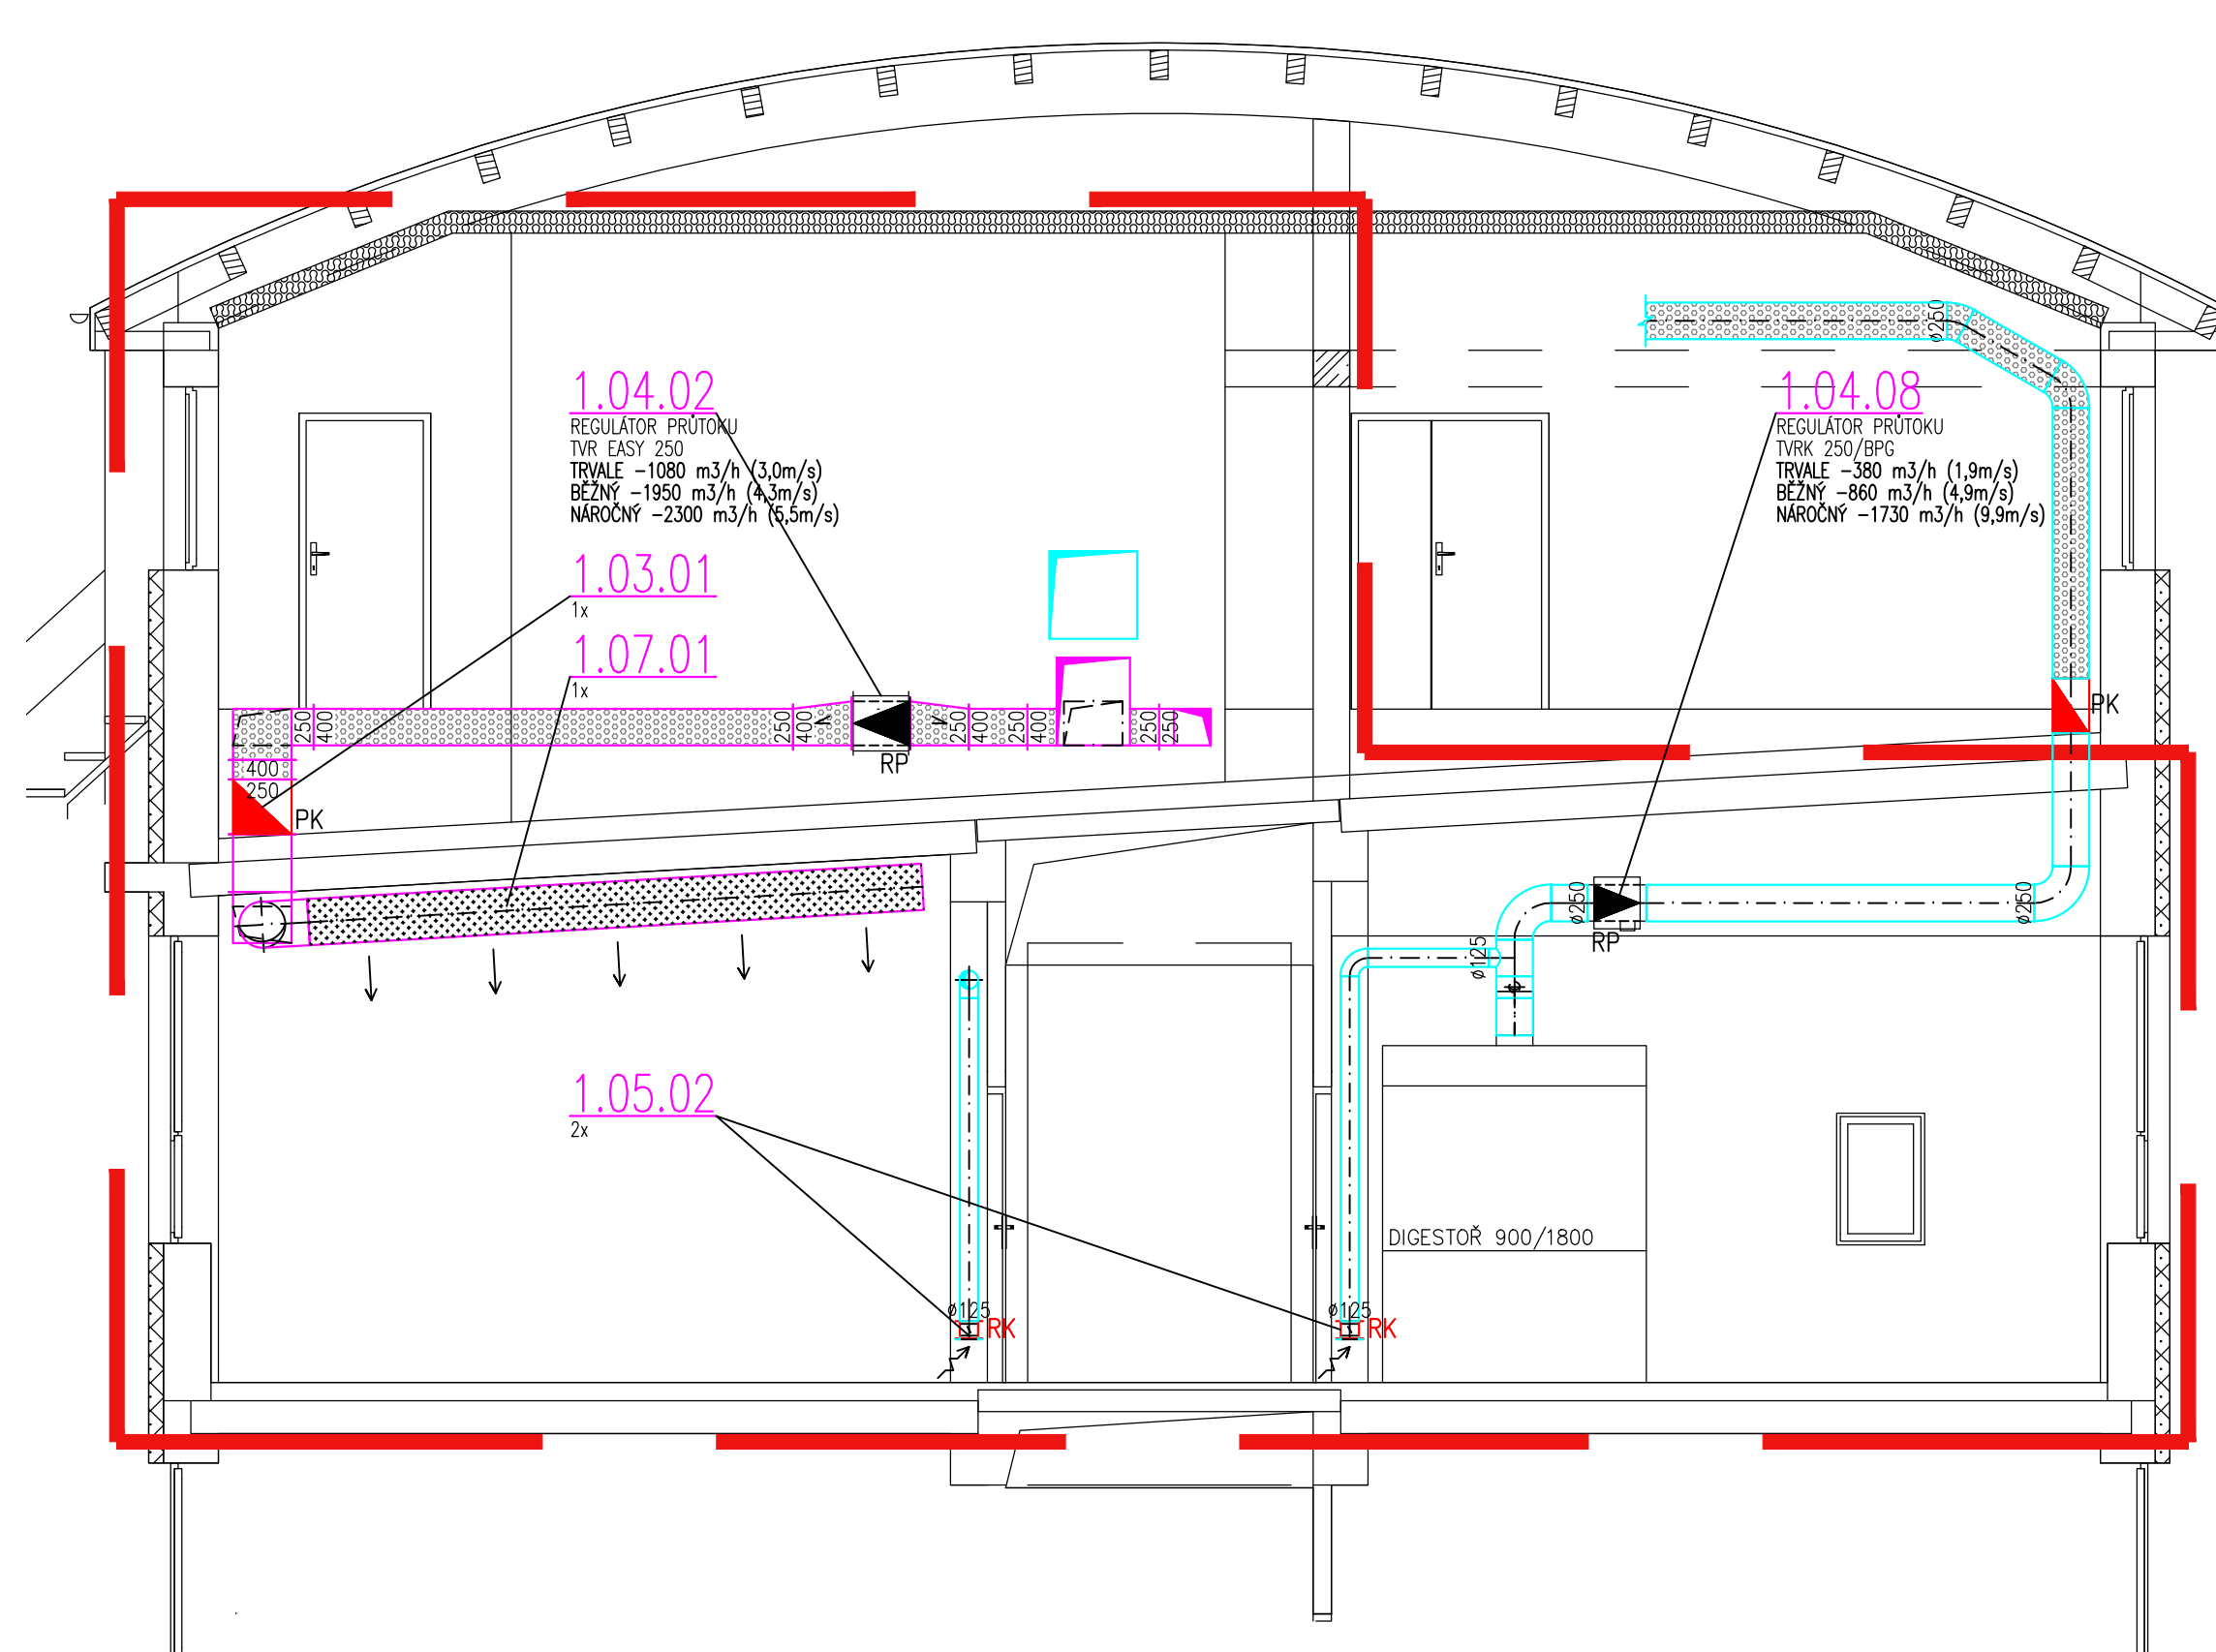 1.04.02
REGULÁTOR PRŮTOKU
TVR EASY 250
TRVALE -1080 m3/h (3,0m/s)
BĚŽNÝ -1950 m3/h (4,3m/s)
NÁROČNÝ -2300 m3/h (5,5m/s)
1.04.08
REGULÁTOR PRŮTOKU
TVRK 250/BPG
TRVALE -380 m3/h (1,9m/s)
BĚŽNÝ -860 m3/h (4,9m/s)
NÁROČNÝ -1730 m3/h (9,9m/s)
ø250
1.03.01
1x
1.07.01
1x
250
400
250
400
250
400
250
400
250
250
RP
PK
400
250
PK
ø250
RP
ø250
ø125
1.05.02
2x
DIGESTOŘ 900/1800
ø125
RK
ø125
RK